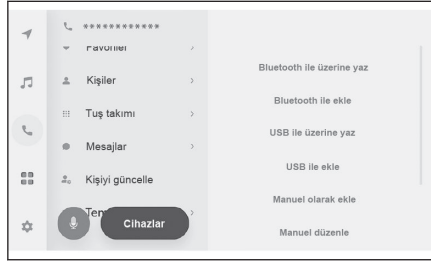 ************
Favoriler
Kişiler
Tuş takımı
Mesajlar
Kişiyi güncelle
Cihazlar
Bluetooth ile üzerine yaz
Bluetooth ile ekle
USB ile üzerine yaz
USB ile ekle
Manuel olarak ekle
Manuel düzenle